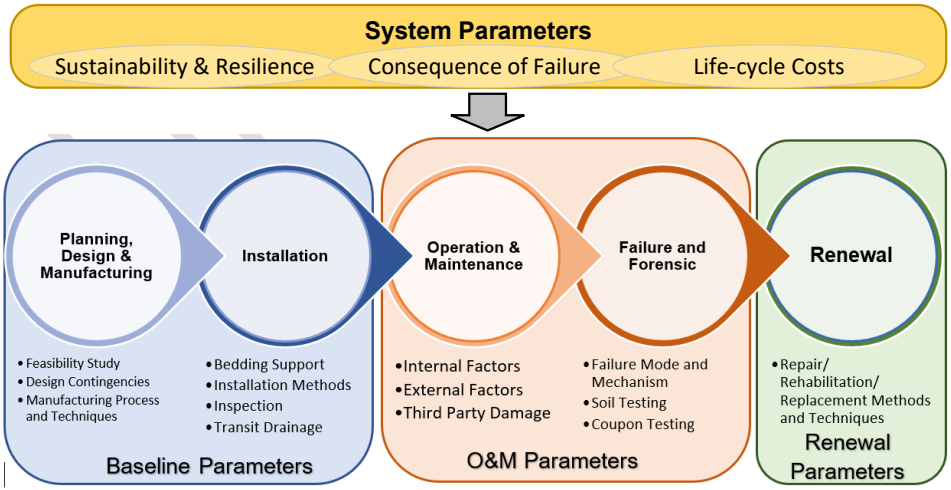 System Parameters
Sustainability & Resilience
Consequence of Failure
Life-cycle Costs
Planning,
Design &
Manufacturing
• Feasibility Study
• Design Contingencies
• Manufacturing Process
and Techniques
Installation
• Bedding Support
• Installation Methods
• Inspection
• Transit Drainage
Baseline Parameters
Operation &
Maintenance
• Internal Factors
• External Factors
• Third Party Damage
Failure and
Forensic
• Failure Mode and
Mechanism
• Soil Testing
• Coupon Testing
O&M Parameters
Renewal
• Repair/
Rehabilitation/
Replacement Methods
and Techniques
Renewal
Parameters